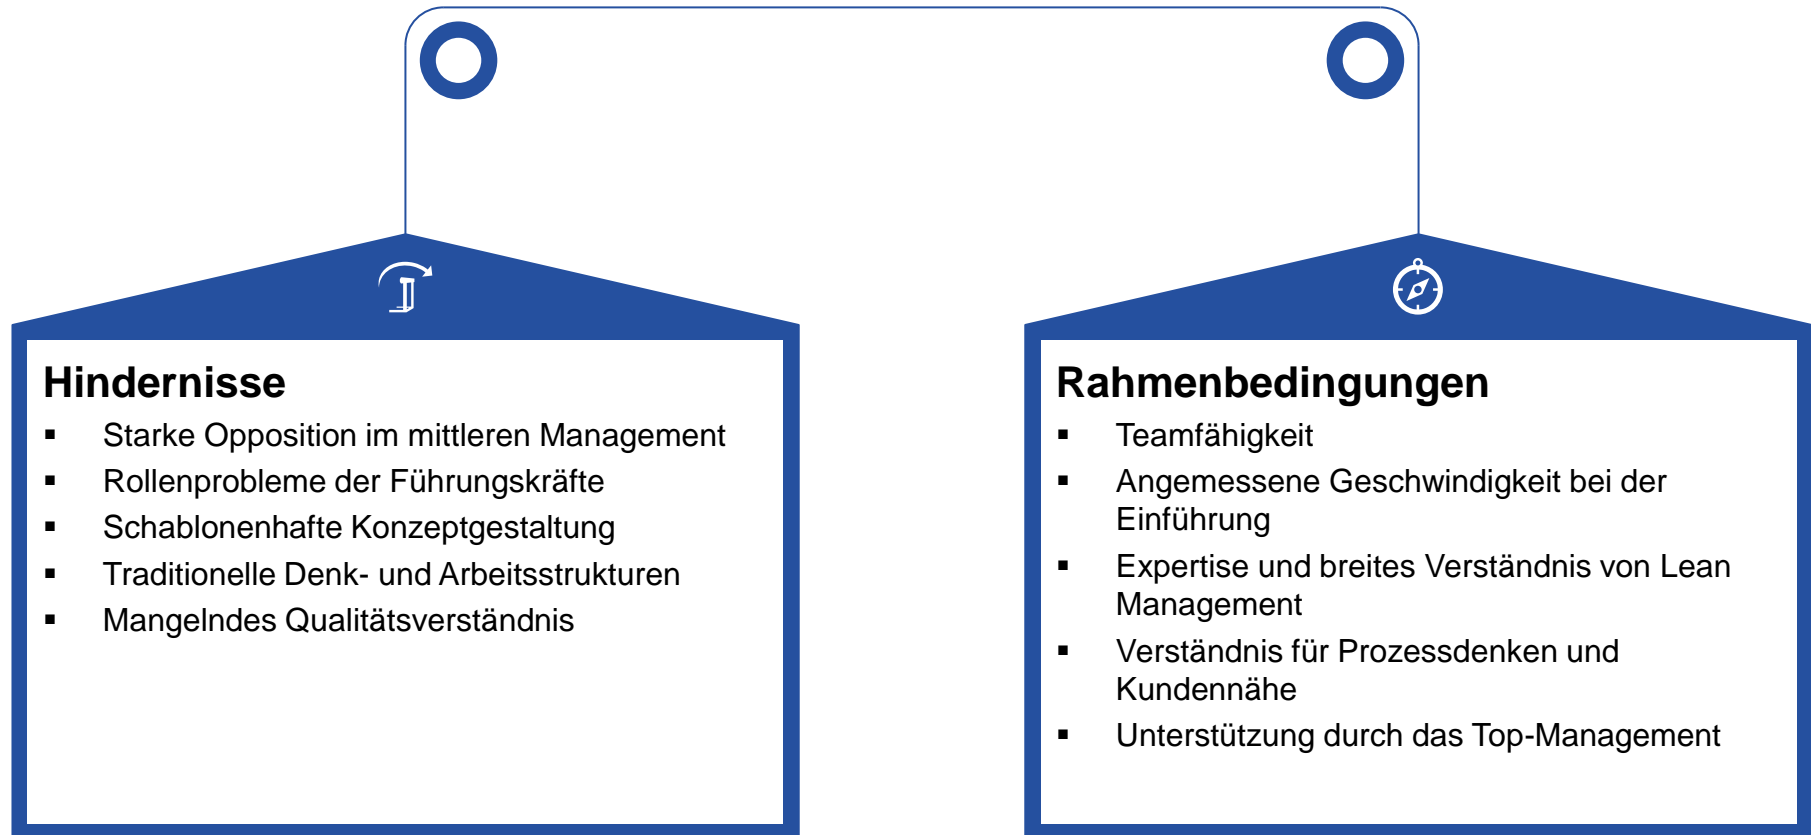 Hindernisse
▪ Starke Opposition im mittleren Management
▪ Rollenprobleme der Führungskräfte
▪ Schablonenhafte Konzeptgestaltung
▪ Traditionelle Denk- und Arbeitsstrukturen
▪ Mangelndes Qualitätsverständnis
Rahmenbedingungen
▪ Teamfähigkeit
▪ Angemessene Geschwindigkeit bei der
Einführung
▪ Expertise und breites Verständnis von Lean
Management
▪ Verständnis für Prozessdenken und
Kundennähe
▪ Unterstützung durch das Top-Management